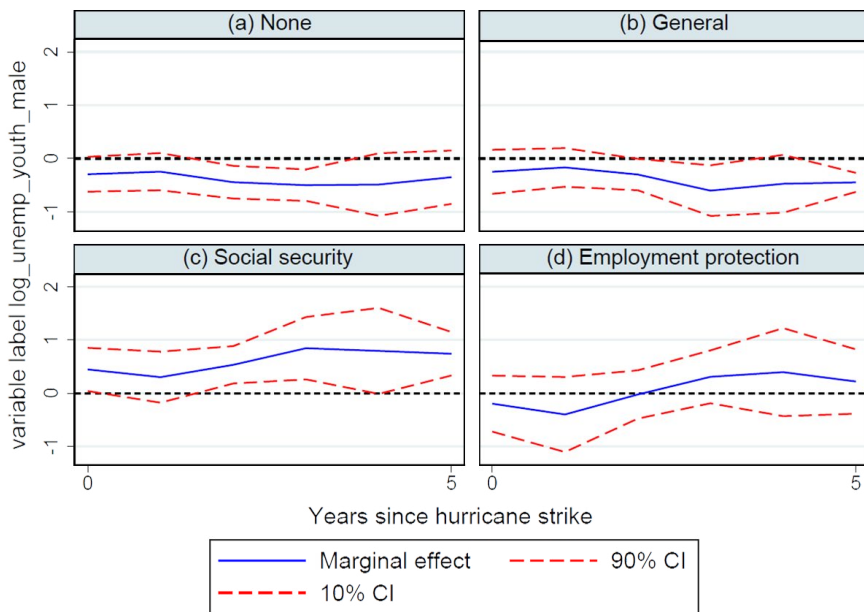 (a) None
(b) General
2
1
0
-1
(c) Social security
(d) Employment protection
2
1
0
-1
0
5
0
5
variable label log_unemp_youth_male
Years since hurricane strike
Marginal effect
90% CI
10% CI